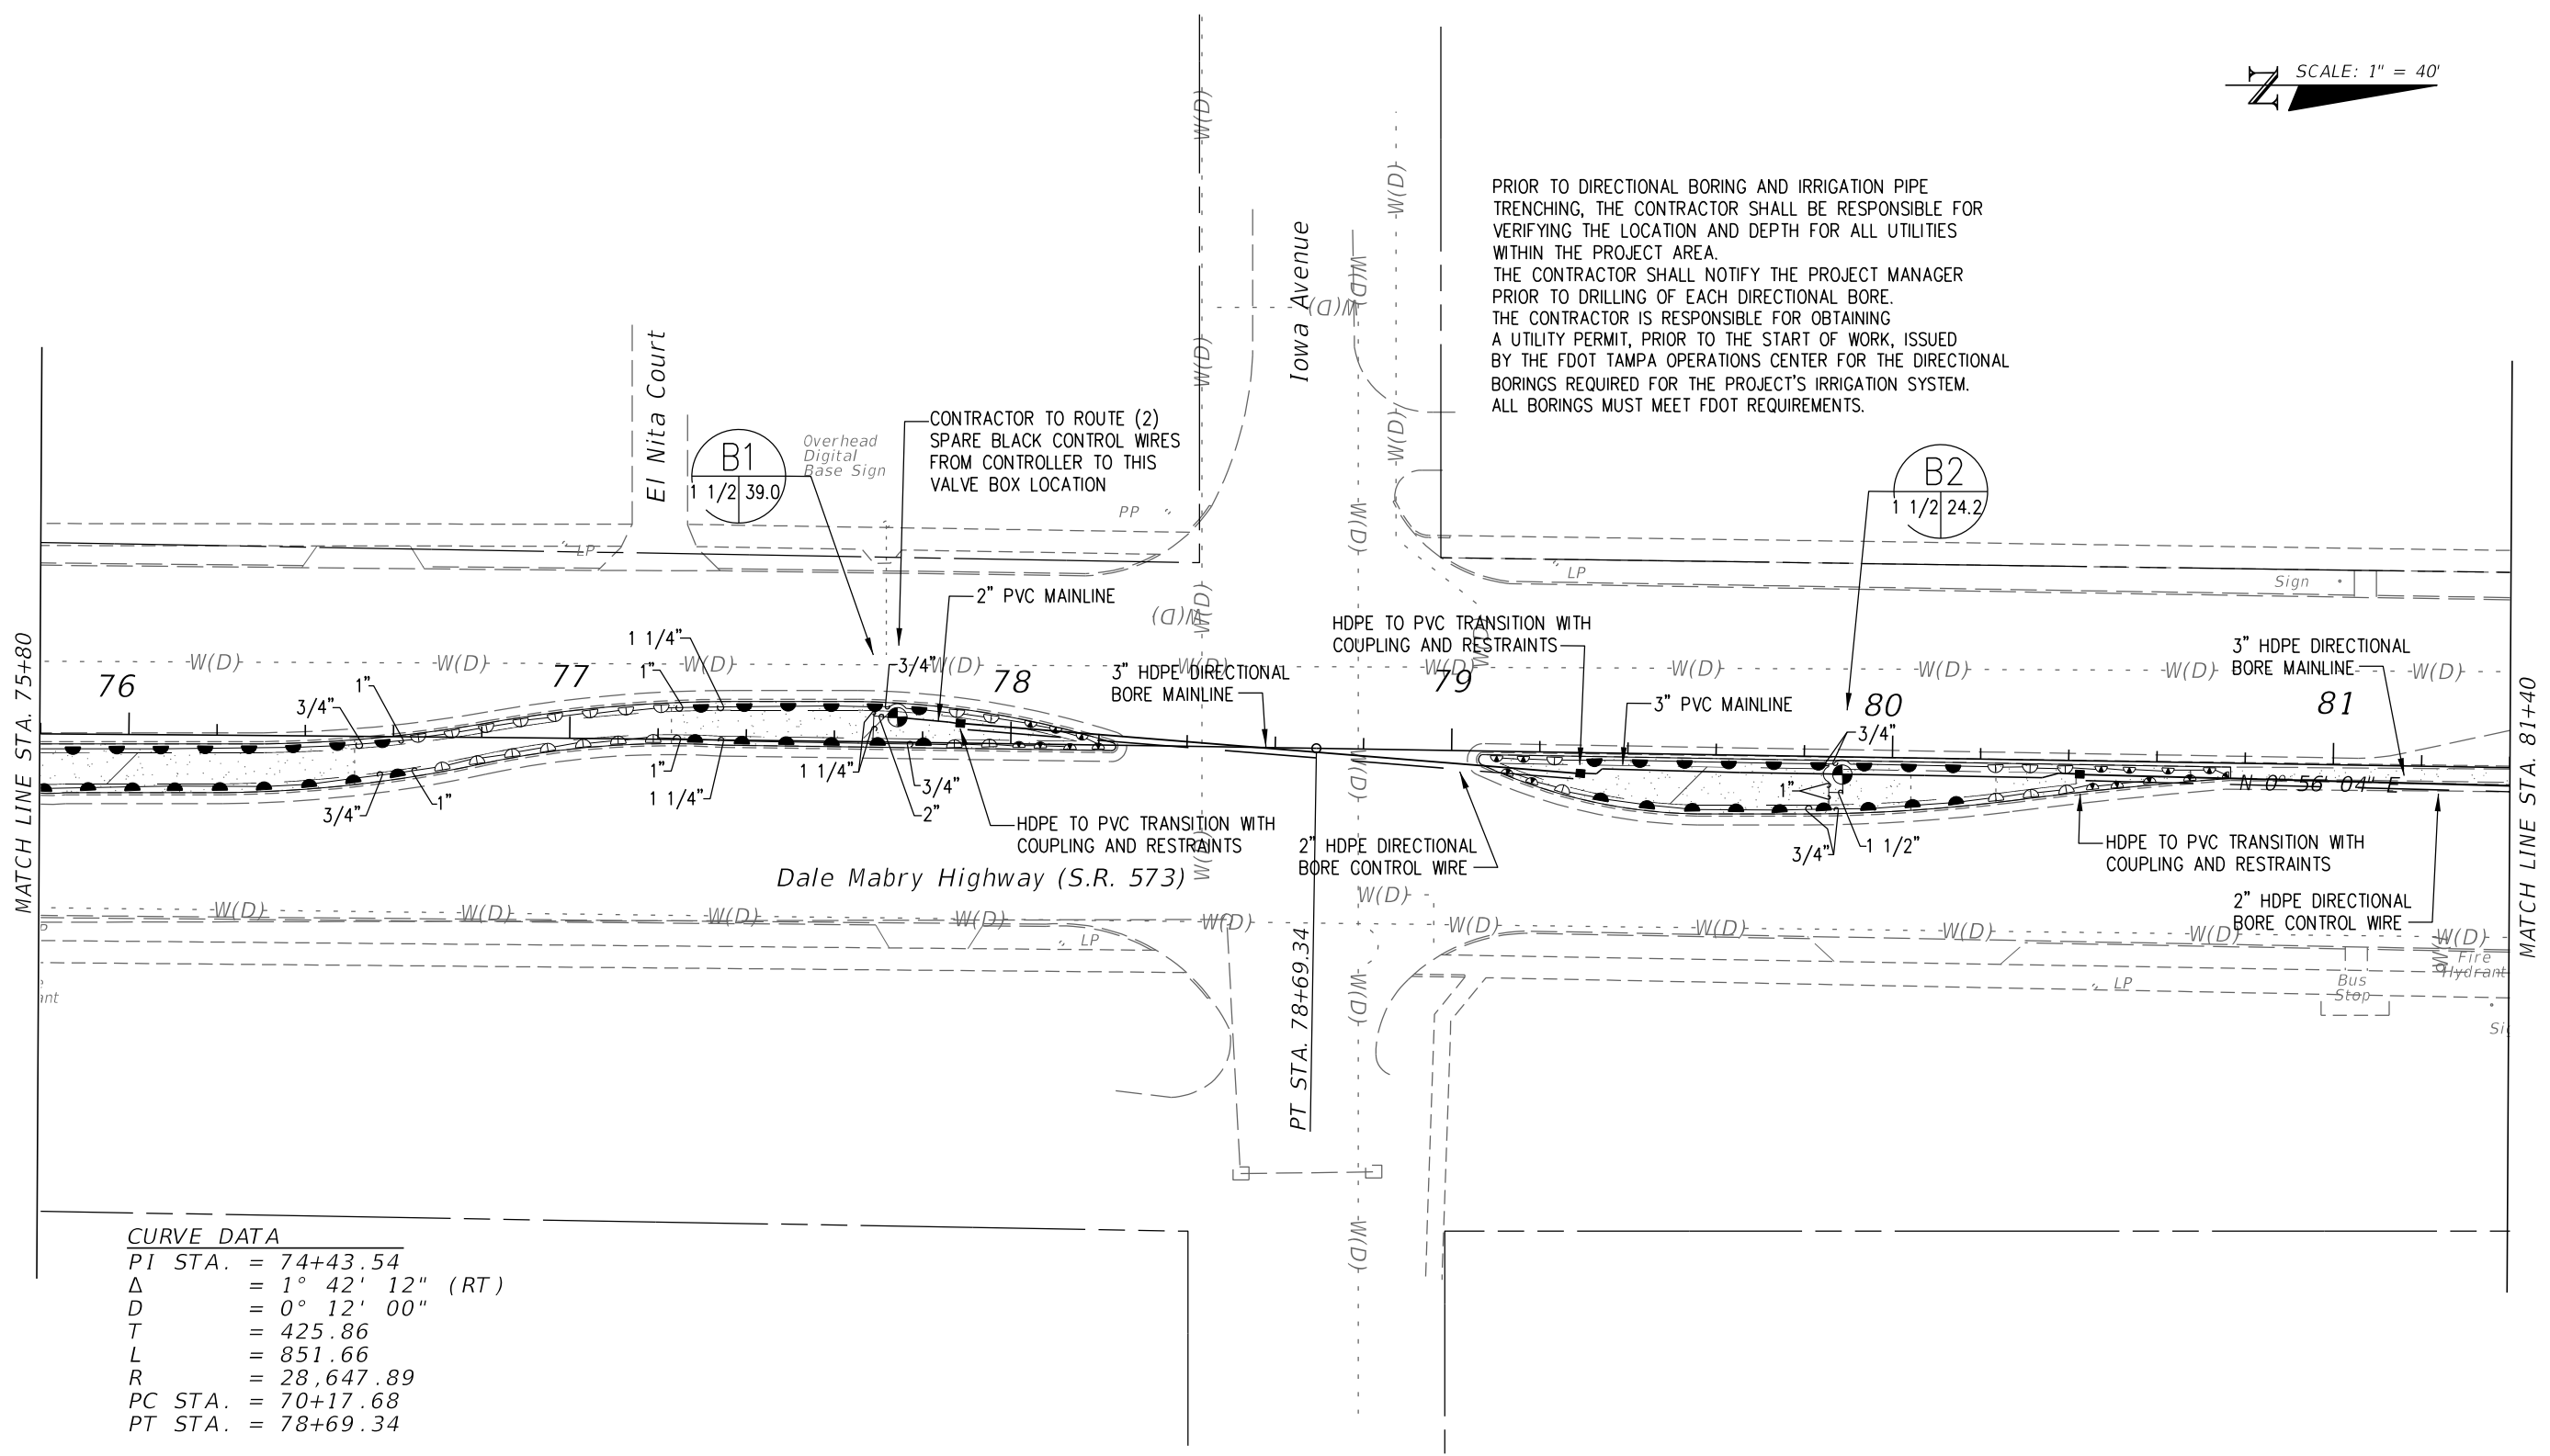 SCALE: 1" = 40'
N
PRIOR TO DIRECTIONAL BORING AND IRRIGATION PIPE
TRENCHING, THE CONTRACTOR SHALL BE RESPONSIBLE FOR
VERIFYING THE LOCATION AND DEPTH FOR ALL UTILITIES
WITHIN THE PROJECT AREA.
THE CONTRACTOR SHALL NOTIFY THE PROJECT MANAGER
PRIOR TO DRILLING OF EACH DIRECTIONAL BORE.
THE CONTRACTOR IS RESPONSIBLE FOR OBTAINING
A UTILITY PERMIT, PRIOR TO THE START OF WORK, ISSUED
BY THE FDOT TAMPA OPERATIONS CENTER FOR THE DIRECTIONAL
BORINGS REQUIRED FOR THE PROJECT'S IRRIGATION SYSTEM.
ALL BORINGS MUST MEET FDOT REQUIREMENTS.
W(D)
W(D)
W(D)
W(D)
W(D)
W(D)
Iowa Avenue
El Nita Court
B1
1 1/2 39.0
Overhead
Digital
Base Sign
CONTRACTOR TO ROUTE (2)
SPARE BLACK CONTROL WIRES
FROM CONTROLLER TO THIS
VALVE BOX LOCATION
B2
1 1/2 24.2
PP
W(D)
LP
LP
Sign
2" PVC MAINLINE
W(D)
W(D)
HDPE TO PVC TRANSITION WITH
COUPLING AND RESTRAINTS
W(D)
1 1/4"
3" HDPE DIRECTIONAL
BORE MAINLINE
W(D)
W(D)
W(D)
W(D)
W(D)
W(D)
W(D)
W(D)
W(D)
W(D)
3/4"
1"
3" HDPE DIRECTIONAL
BORE MAINLINE
76
77
78
79
80
81
1"
3/4"
3" PVC MAINLINE
3/4"
MATCH LINE STA. 75+80
MATCH LINE STA. 81+40
1"
1 1/4"
3/4"
W(D)
1"
N 0° 56' 04" E
3/4"
1"
1 1/4"
2"
HDPE TO PVC TRANSITION WITH
COUPLING AND RESTRAINTS
W(D)
2" HDPE DIRECTIONAL
BORE CONTROL WIRE
3/4"
1 1/2"
HDPE TO PVC TRANSITION WITH
COUPLING AND RESTRAINTS
Dale Mabry Highway (S.R. 573)
2" HDPE DIRECTIONAL
BORE CONTROL WIRE
W(D)
W(D)
W(D)
W(D)
W(D)
W(D)
W(D)
W(D)
W(D)
W(D)
W(D)
LP
Fire
Hydrant
LP
Bus
Stop
PT STA. 78+69.34
W(D)
W(D)
CURVE DATA
PI STA. = 74+43.54
Δ = 1° 42' 12" (RT)
D = 0° 12' 00"
T = 425.86
L = 851.66
R = 28,647.89
PC STA. = 70+17.68
PT STA. = 78+69.34